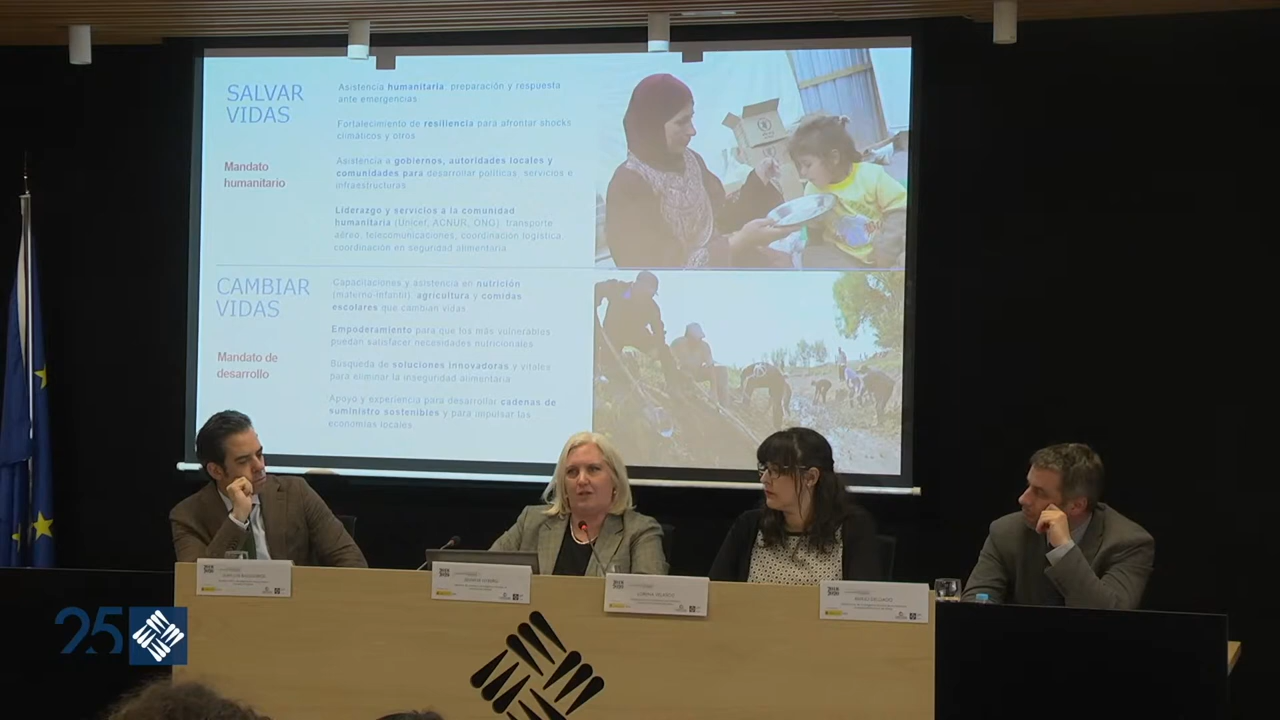 SALVAR
VIDAS
Mandato
humanitario
Asistencia humanitaria preparación y respuesta
ante emergencias
Fortalecimiento de resiliencia para afrontar shocks
climáticos y otros
Asistencia a gobiernos, autoridades locales y
comunidades para desarrollar políticas servicios e
infraestructuras
Liderazgo y servicios a la comunidad
humanitaria (Unicef, ACNUR, ONG) transporte
aéreo, telecomunicaciones, coordinación logística
coordinación en seguridad alimentaria
CAMBIAR
VIDAS
Mandato de
desarrollo
Capacitaciones y asistencia en nutrición
(materno-infantil) agricultura y comidas
escolares que cambian vidas
Empoderamiento para que los más vulnerables
puedan satisfacer necesidades nutricionales
Búsqueda de soluciones innovadoras y vitales
para eliminar la inseguridad alimentaria
Apoyo y experiencia para desarrollar cadenas de
suministro sostenibles y para impulsar las
economías locales
25